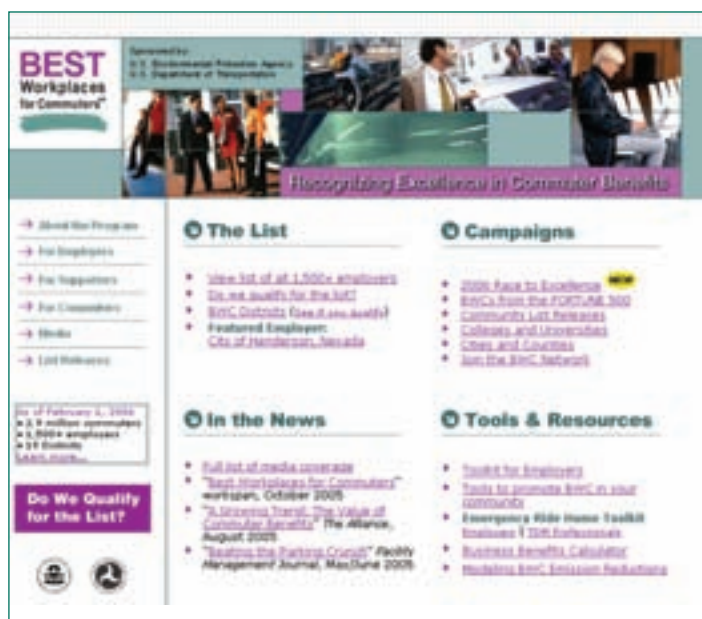 BEST
Workplaces
for Commuters℠
Sponsored by:
U.S. Environmental Protection Agency
U.S. Department of Transportation
Recognizing Excellence in Commuter Benefits
About the Program
For Employers
For Supporters
For Commuters
Media
List Releases
As of February 1, 2006
million commuters
1,500+ employers
Districts
Learn more...
Do We Qualify
for the List?
The List
View list of all 1,500+ employers
Do we qualify for the list?
BWC Districts (See if you qualify)
Featured Employer:
City of Henderson, Nevada
Campaigns
2006 Race to Excellence NEW
BWCs from the FORTUNE 500
Community List Releases
Colleges and Universities
Cities and Counties
Join the BWC Network
In the News
Full list of media coverage
"Best Workplaces for Commuters"
workspan, October 2005
"A Growing Trend: The Value of
Commuter Benefits" The Alliance,
August 2005
"Beating the Parking Crunch" Facility
Management Journal, May/June 2005
Tools & Resources
Toolkit for Employers
Tools to promote BWC in your
community
Emergency Ride Home Toolkit
Employers | TDM Professionals
Business Benefits Calculator
Modeling BWC Emission Reductions